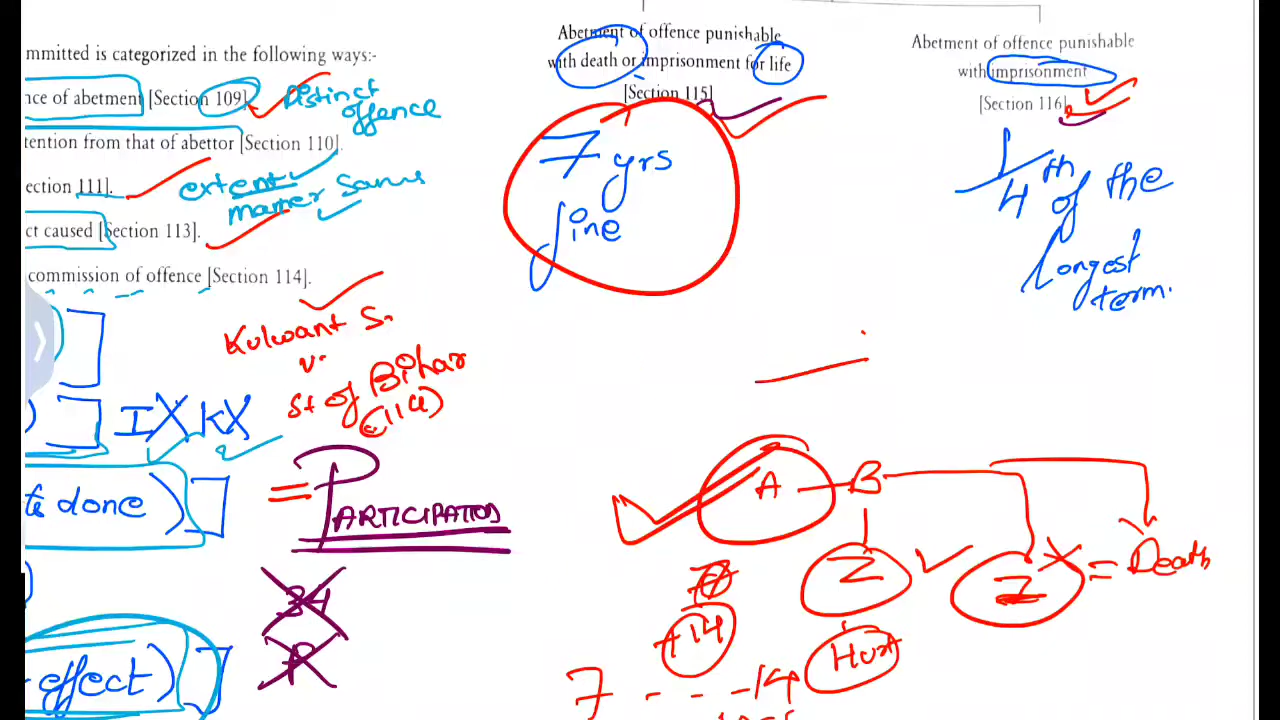 mmitted is categorized in the following ways:-
nce of abetment [Section 109]
Distinct
offence
tention from that of abettor [Section 110].
ection 111].
extent
manner same
ct caused [Section 113].
commission of offence [Section 114].
Kulwant S.
v.
St of Bihar
(114)
IX KX
te done )]
= PARTICIPATION
34
effect )]
Abetment of offence punishable
with death or imprisonment for life
[Section 115]
7 yrs
fine
Abetment of offence punishable
with imprisonment
[Section 116]
1/4th of the
longest
term.
A B
Z Z = Death
+14 Hurt
7 - - - - 14